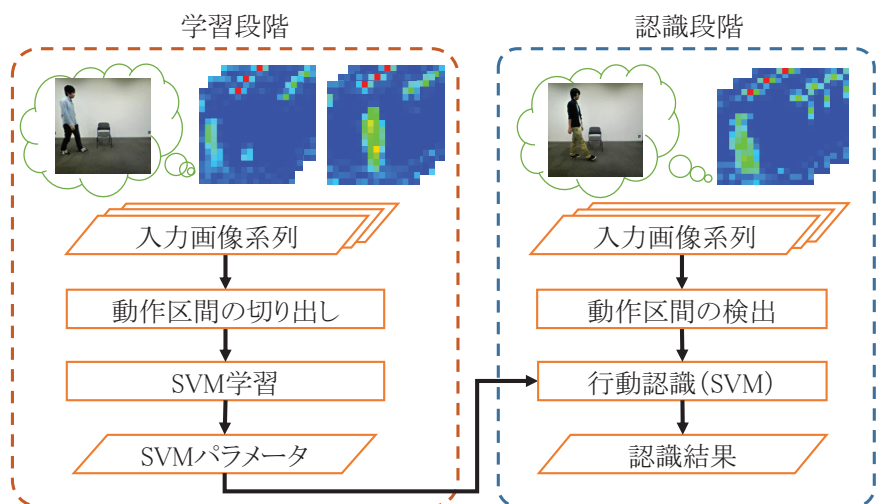 学習段階
入力画像系列
動作区間の切り出し
SVM学習
SVMパラメータ
認識段階
入力画像系列
動作区間の検出
行動認識(SVM)
認識結果